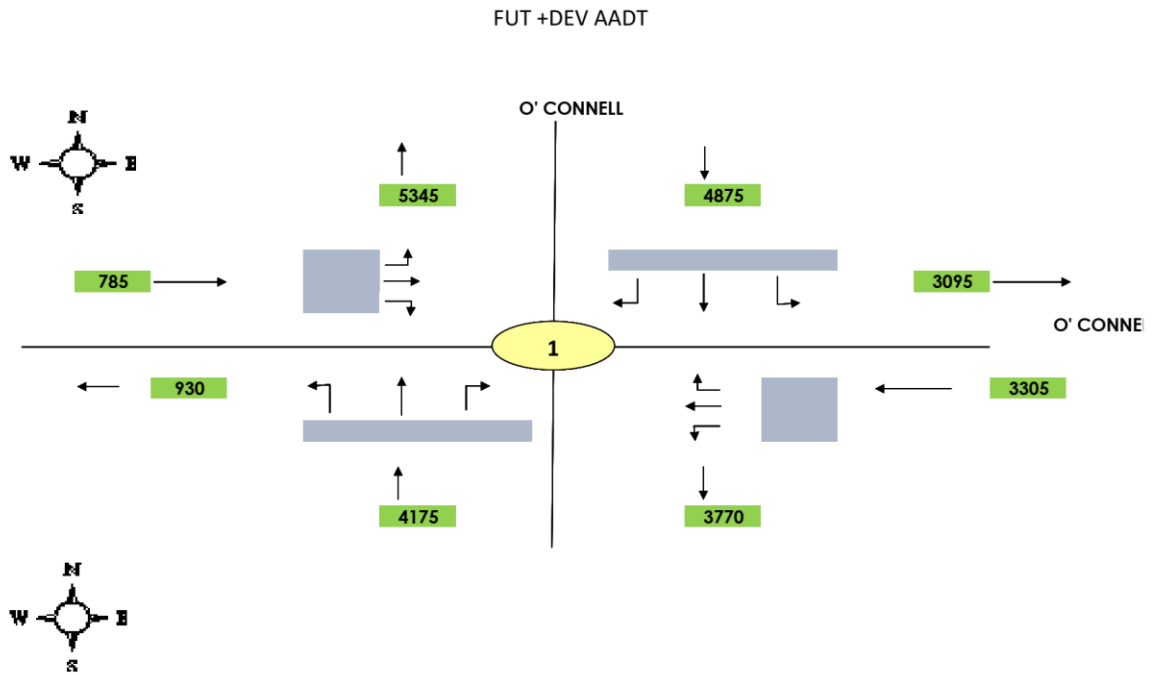 FUT +DEV AADT
O' CONNELL
N
W E
S
5345
4875
785
3095
O' CONNE
1
930
3305
4175
3770
N
W E
S